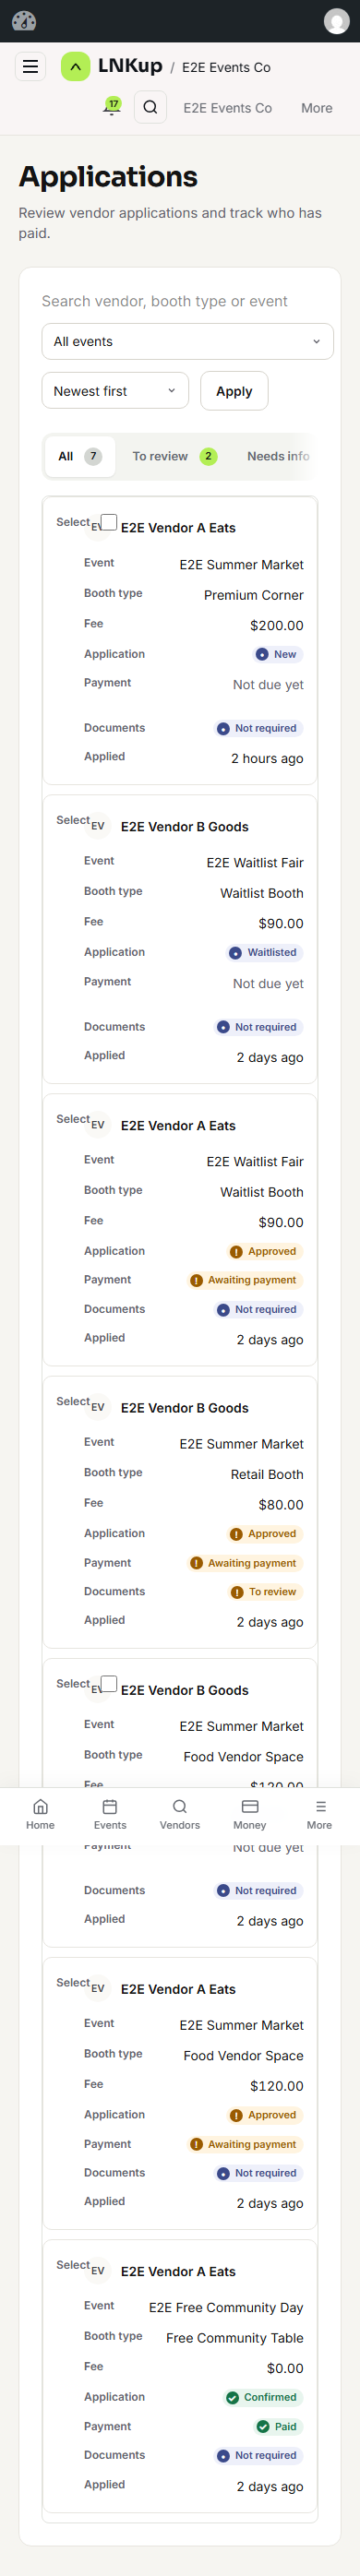 LNKup / E2E Events Co
17
E2E Events Co More
Applications
Review vendor applications and track who has
paid.
Search vendor, booth type or event
All events
Newest first Apply
All 7 To review 2 Needs info
Select EV E2E Vendor A Eats
Event E2E Summer Market
Booth type Premium Corner
Fee $200.00
Application New
Payment Not due yet
Documents Not required
Applied 2 hours ago
Select EV E2E Vendor B Goods
Event E2E Waitlist Fair
Booth type Waitlist Booth
Fee $90.00
Application Waitlisted
Payment Not due yet
Documents Not required
Applied 2 days ago
Select EV E2E Vendor A Eats
Event E2E Waitlist Fair
Booth type Waitlist Booth
Fee $90.00
Application Approved
Payment Awaiting payment
Documents Not required
Applied 2 days ago
Select EV E2E Vendor B Goods
Event E2E Summer Market
Booth type Retail Booth
Fee $80.00
Application Approved
Payment Awaiting payment
Documents To review
Applied 2 days ago
Select EV E2E Vendor B Goods
Event E2E Summer Market
Booth type Food Vendor Space
Fee $120.00
Home Events Vendors Money More
Payment Not due yet
Documents Not required
Applied 2 days ago
Select EV E2E Vendor A Eats
Event E2E Summer Market
Booth type Food Vendor Space
Fee $120.00
Application Approved
Payment Awaiting payment
Documents Not required
Applied 2 days ago
Select EV E2E Vendor A Eats
Event E2E Free Community Day
Booth type Free Community Table
Fee $0.00
Application Confirmed
Payment Paid
Documents Not required
Applied 2 days ago